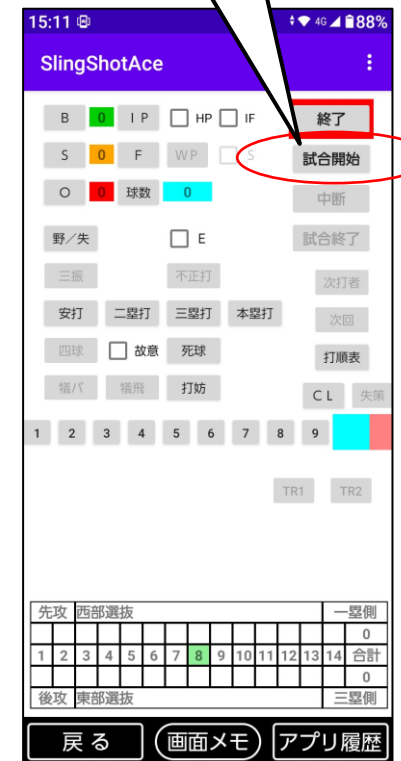 15:11 4G 88%
SlingShotAce
B 0 I P HP IF 終了
S 0 F WP S 試合開始
O 0 球数 0 中断
野/失 E 試合終了
三振 不正打 次打者
安打 二塁打 三塁打 本塁打 次回
四球 故意 死球 打順表
犠バ 犠飛 打妨 C L 失策
1 2 3 4 5 6 7 8 9
TR1 TR2
先攻 西部選抜 一塁側
0
1 2 3 4 5 6 7 8 9 10 11 12 13 14 合計
0
後攻 東部選抜 三塁側
戻る 画面メモ アプリ履歴